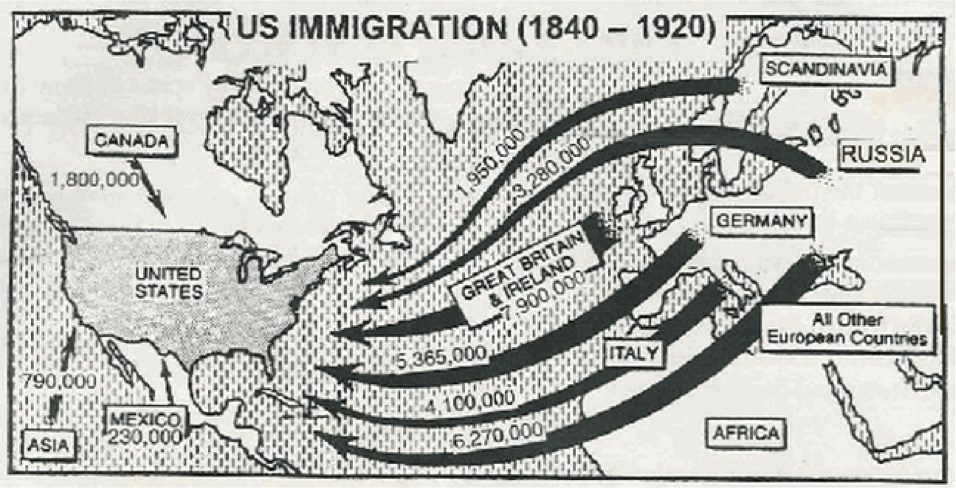 US IMMIGRATION (1840 – 1920)
SCANDINAVIA
CANADA
1,950,000
3,280,000
RUSSIA
1,800,000
GERMANY
UNITED
STATES
GREAT BRITAIN
& IRELAND
7,900,000
All Other
European Countries
5,365,000
ITALY
790,000
4,100,000
MEXICO
230,000
6,270,000
AFRICA
ASIA